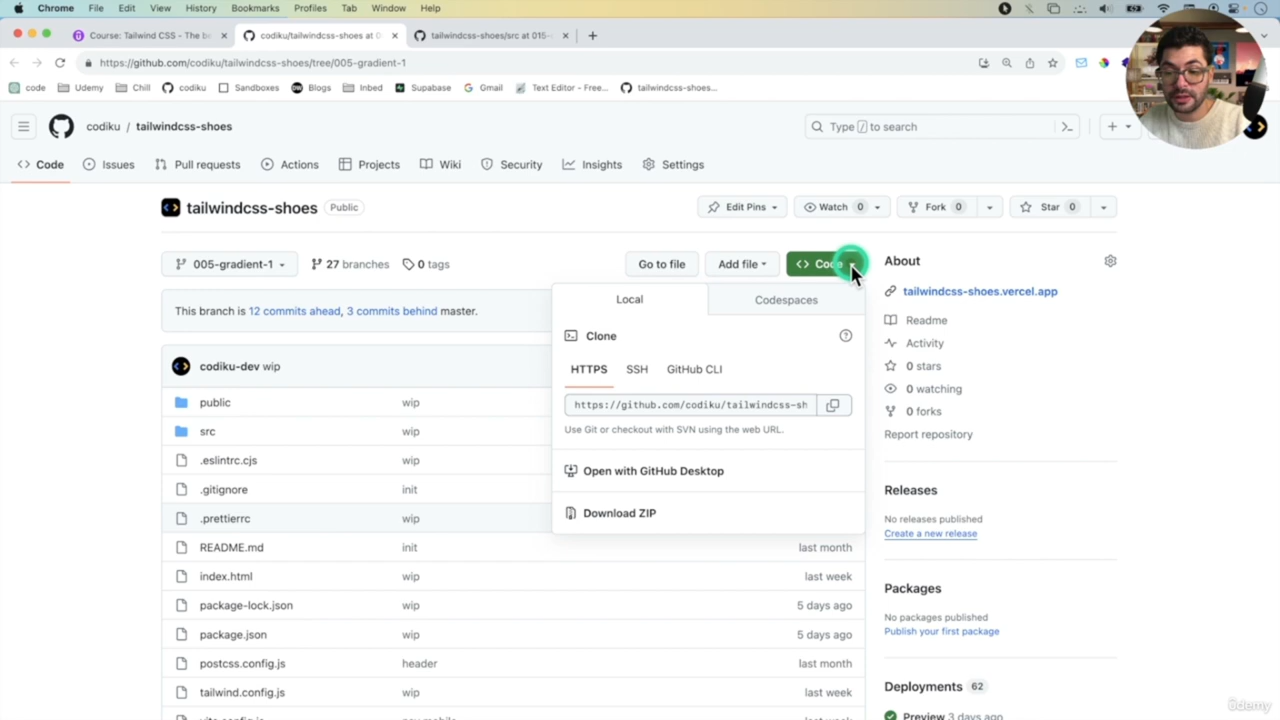 Chrome File Edit View History Bookmarks Profiles Tab Window Help
Course: Tailwind CSS - The be codiku/tailwindcss-shoes at 0 tailwindcss-shoes/src at 015-
https://github.com/codiku/tailwindcss-shoes/tree/005-gradient-1
code Udemy Chill codiku Sandboxes Blogs Inbed Supabase Gmail Text Editor - Free... tailwindcss-shoes...
codiku / tailwindcss-shoes Type / to search
Code Issues Pull requests Actions Projects Wiki Security Insights Settings
tailwindcss-shoes Public Edit Pins Watch 0 Fork 0 Star 0
005-gradient-1 27 branches 0 tags Go to file Add file Code
This branch is 12 commits ahead, 3 commits behind master.
codiku-dev wip
public wip
src wip
.eslintrc.cjs wip
.gitignore init
.prettierrc wip
README.md init last month
index.html wip last week
package-lock.json wip 5 days ago
package.json wip 5 days ago
postcss.config.js header last month
tailwind.config.js wip last week
Local Codespaces
Clone
HTTPS SSH GitHub CLI
https://github.com/codiku/tailwindcss-sh
Use Git or checkout with SVN using the web URL.
Open with GitHub Desktop
Download ZIP
About
tailwindcss-shoes.vercel.app
Readme
Activity
0 stars
0 watching
0 forks
Report repository
Releases
No releases published
Create a new release
Packages
No packages published
Publish your first package
Deployments 62
Preview 3 days ago
ûdemy